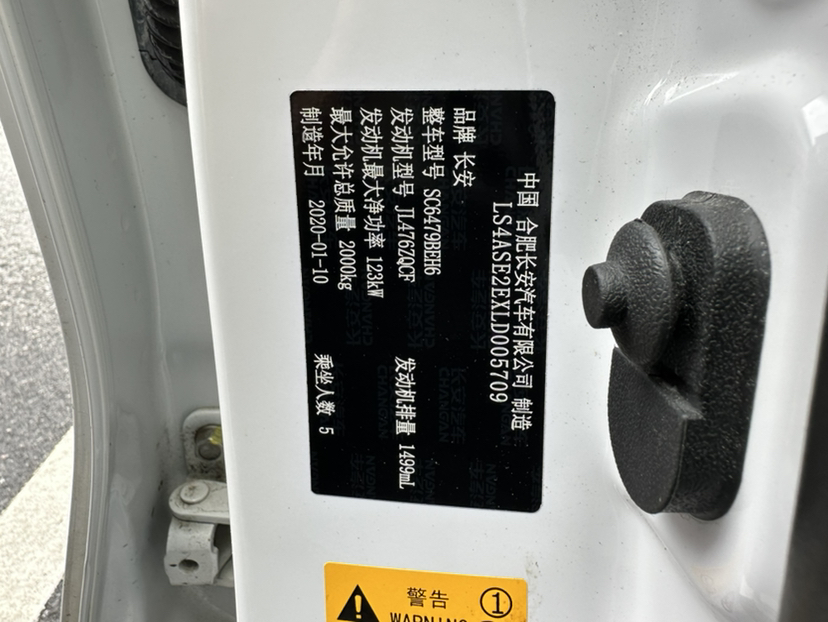 中国 合肥长安汽车有限公司 制造
LS4ASE2EXLD005709
品牌 长安
整车型号 SC6479BEH6
发动机型号 JL476ZQCF 发动机排量 1499mL
发动机最大净功率 123kW
最大允许总质量 2000kg
制造年月 2020-01-10 乘坐人数 5
警告 ①
WARNING